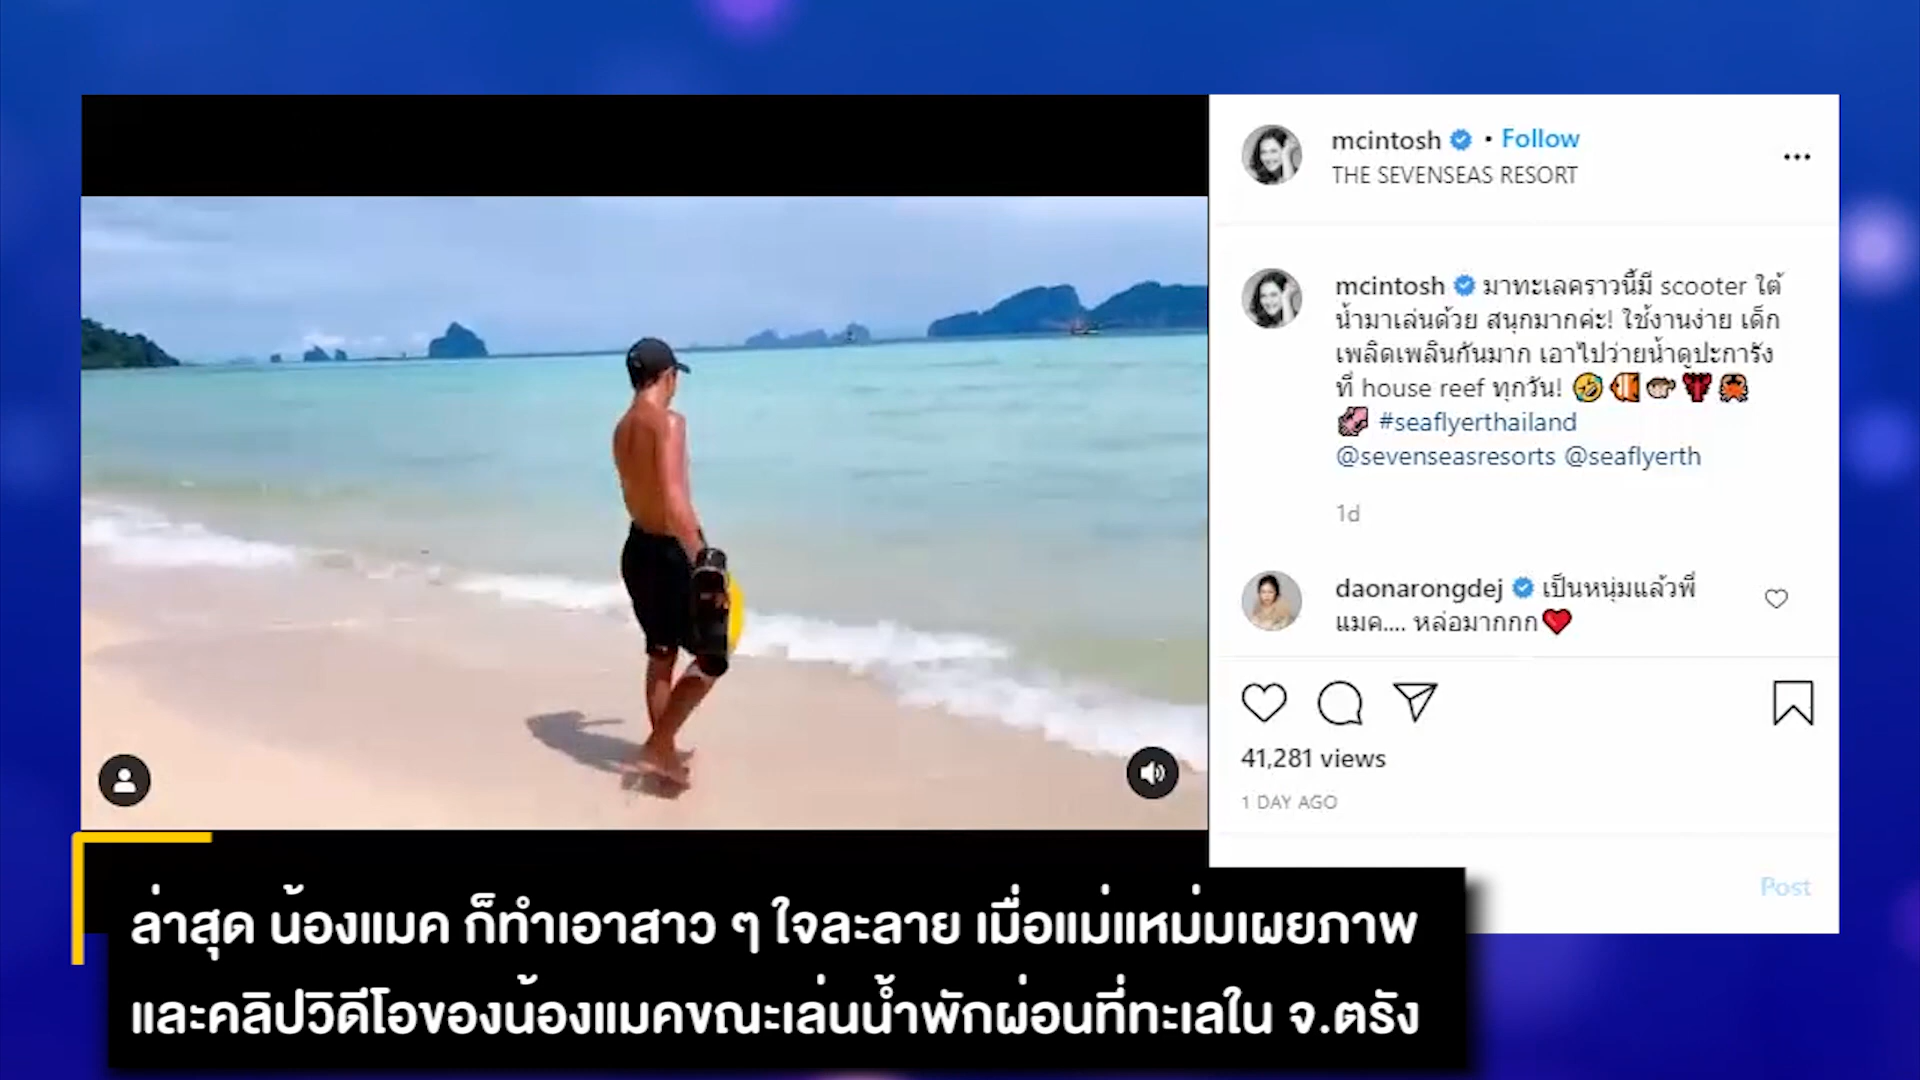 mcintosh • Follow
THE SEVENSEAS RESORT
mcintosh มาทะเลคราวนี้มี scooter ใต้
น้ำมาเล่นด้วย สนุกมากค่ะ! ใช้งานง่าย เด็ก
เพลิดเพลินกันมาก เอาไปว่ายน้ำดูปะการัง
ที่ house reef ทุกวัน! 🤣🐠🐡🦞🦀
🦑 #seaflyerthailand
@sevenseasresorts @seaflyerth
1d
daonarongdej เป็นหนุ่มแล้วพี่
แมค.... หล่อมากกก❤️
41,281 views
1 DAY AGO
Post
ล่าสุด น้องแมค ก็ทำเอาสาว ๆ ใจละลาย เมื่อแม่แหม่มเผยภาพ
และคลิปวิดีโอของน้องแมคขณะเล่นน้ำพักผ่อนที่ทะเลใน จ.ตรัง